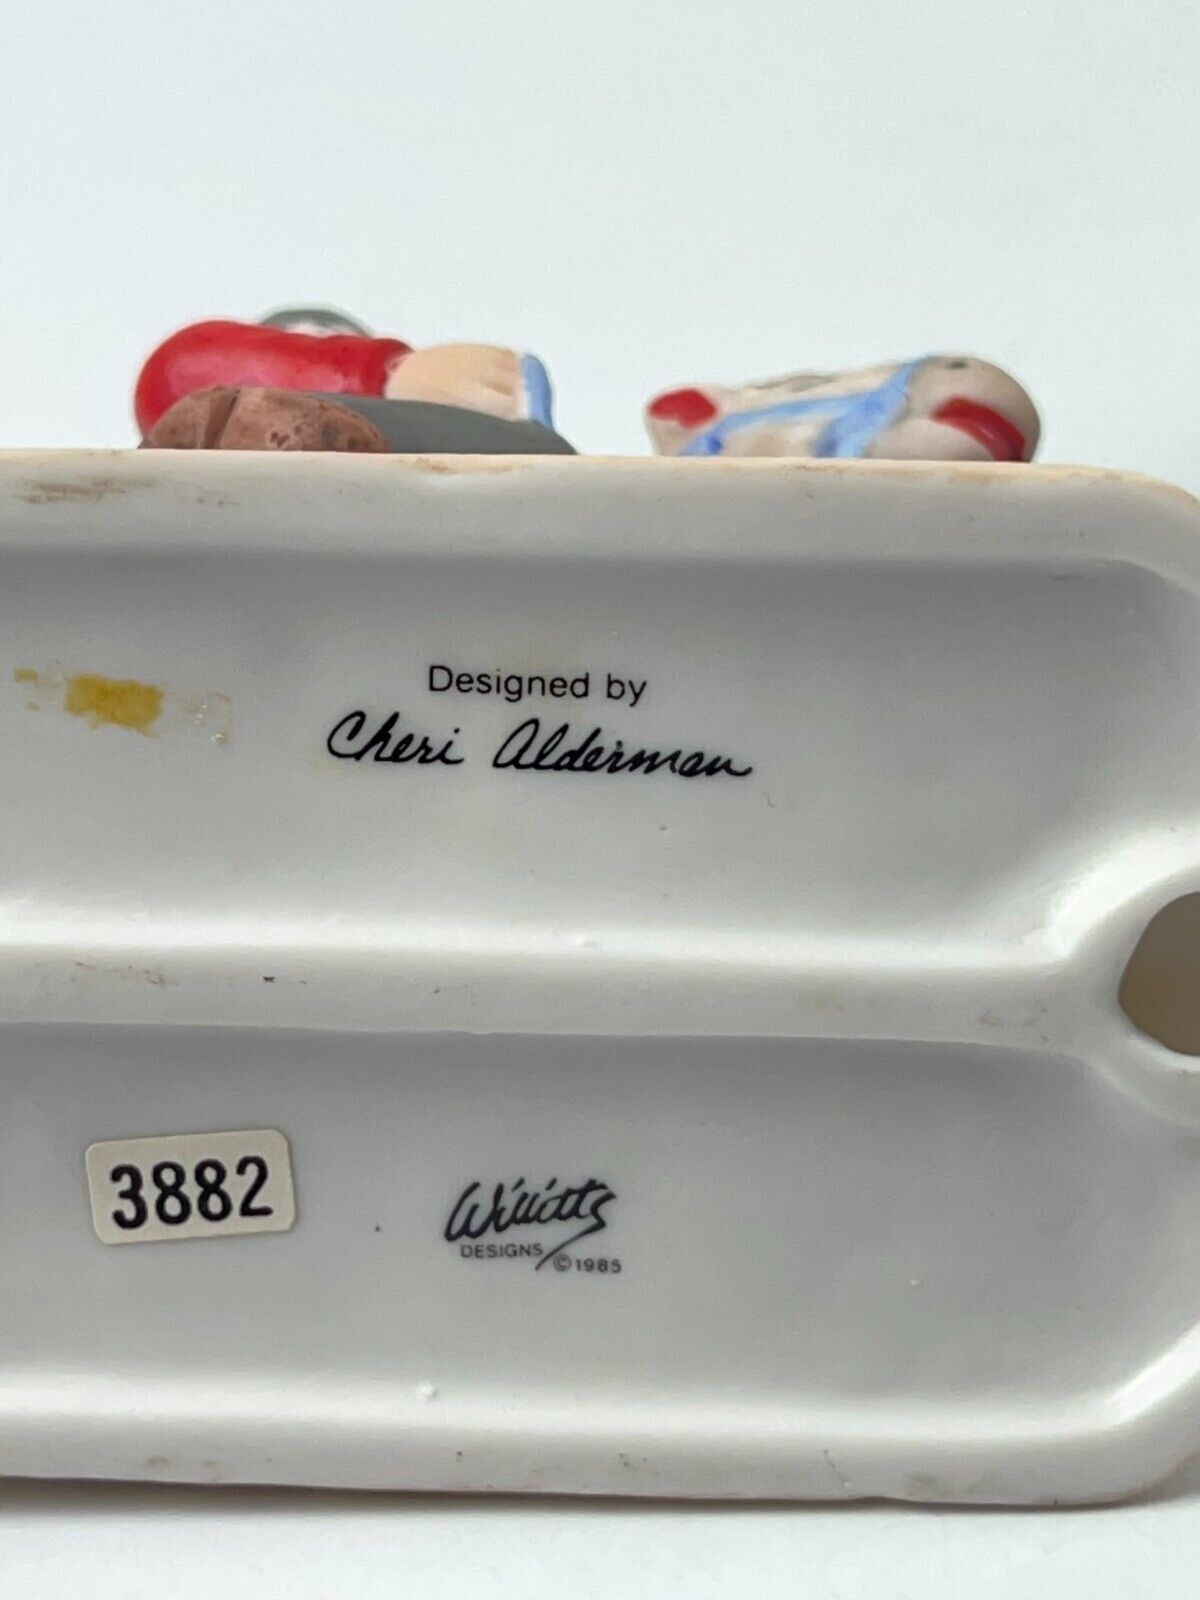 Designed by
Cheri Alderman
3882
Willitts
DESIGNS
©1985